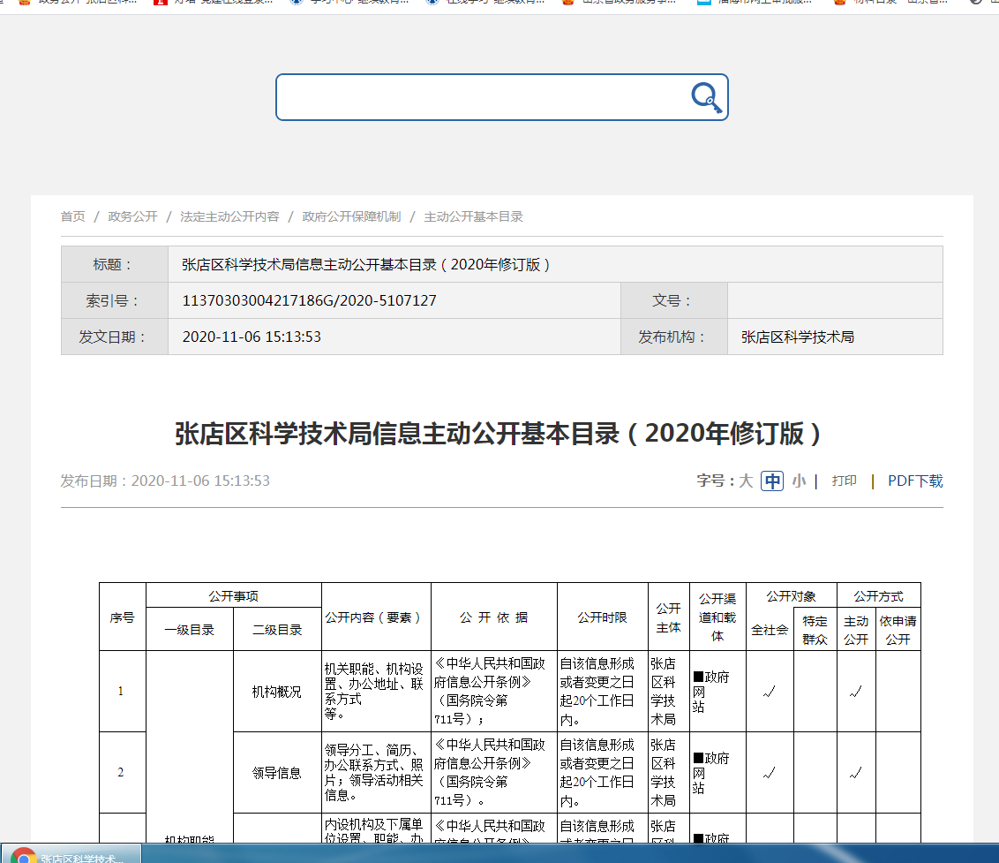 首页 / 政务公开 / 法定主动公开内容 / 政府公开保障机制 / 主动公开基本目录
标题： 张店区科学技术局信息主动公开基本目录（2020年修订版）
索引号： 11370303004217186G/2020-5107127 文号：
发文日期： 2020-11-06 15:13:53 发布机构： 张店区科学技术局
张店区科学技术局信息主动公开基本目录（2020年修订版）
发布日期：2020-11-06 15:13:53 字号：大 中 小 | 打印 | PDF下载
序号
公开事项
一级目录
二级目录
公开内容（要素）
公 开 依 据
公开时限
公开
主体
公开渠
道和载
体
公开对象
全社会
特定
群众
公开方式
主动
公开
依申请
公开
1
机构概况
机关职能、机构设
置、办公地址、联
系方式
等。
《中华人民共和国政
府信息公开条例》
（国务院令第
711号）；
自该信息形成
或者变更之日
起20个工作日
内。
张店
区科
学技
术局
■政府
网
站
√
√
2
领导信息
领导分工、简历、
办公联系方式、照
片；领导活动相关
信息。
《中华人民共和国政
府信息公开条例》
（国务院令第
711号）。
自该信息形成
或者变更之日
起20个工作日
内。
张店
区科
学技
术局
■政府
网
站
√
√
机构职能
内设机构及下属单
位设置、职能、办
《中华人民共和国政
府信息公开条例》
自该信息形成
或者变更之日
张店
区科
■政府
张店区科学技术...